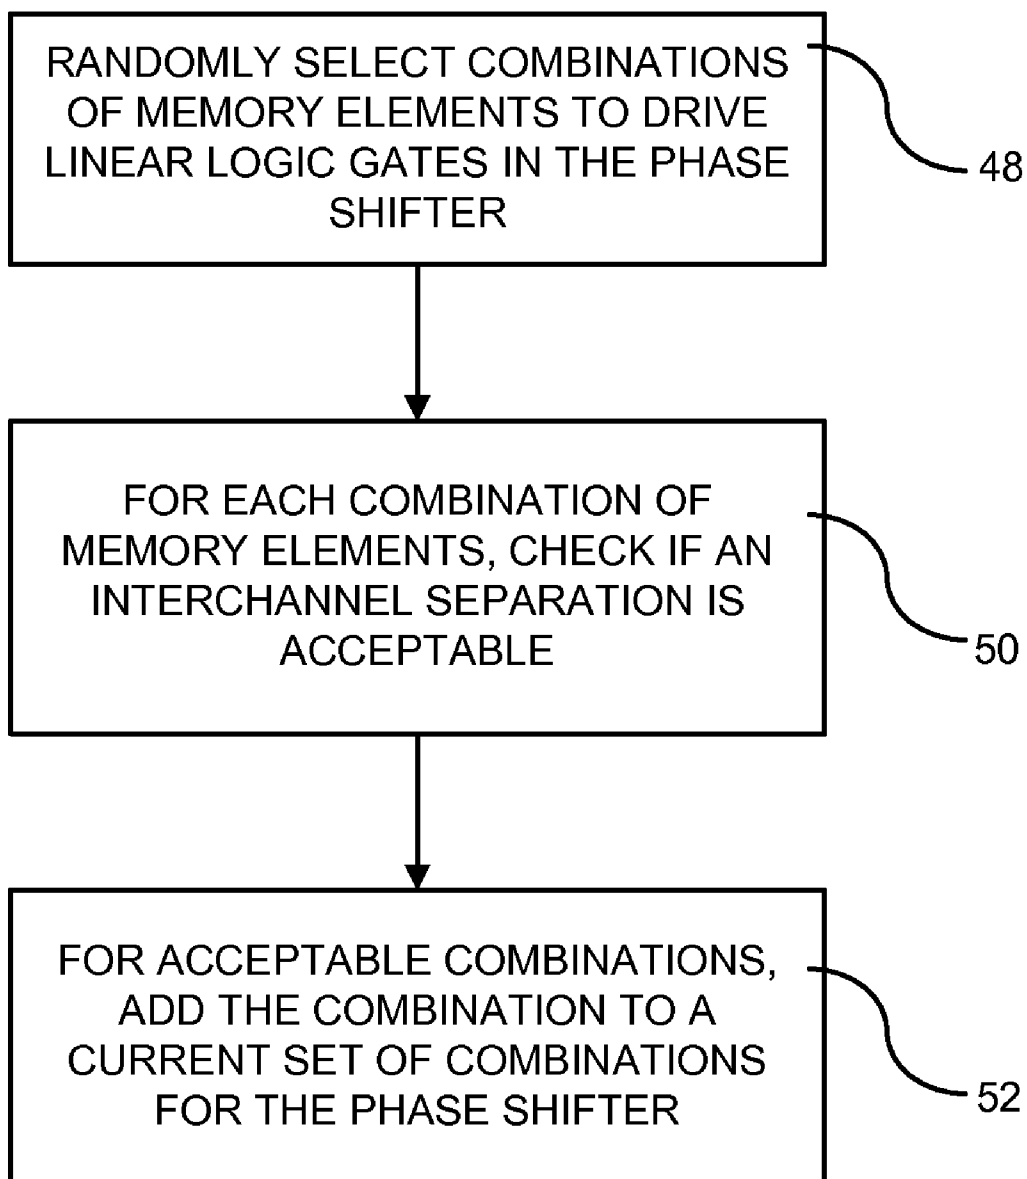 RANDOMLY SELECT COMBINATIONS
OF MEMORY ELEMENTS TO DRIVE
LINEAR LOGIC GATES IN THE PHASE
SHIFTER
48
FOR EACH COMBINATION OF
MEMORY ELEMENTS, CHECK IF AN
INTERCHANNEL SEPARATION IS
ACCEPTABLE
50
FOR ACCEPTABLE COMBINATIONS,
ADD THE COMBINATION TO A
CURRENT SET OF COMBINATIONS
FOR THE PHASE SHIFTER
52